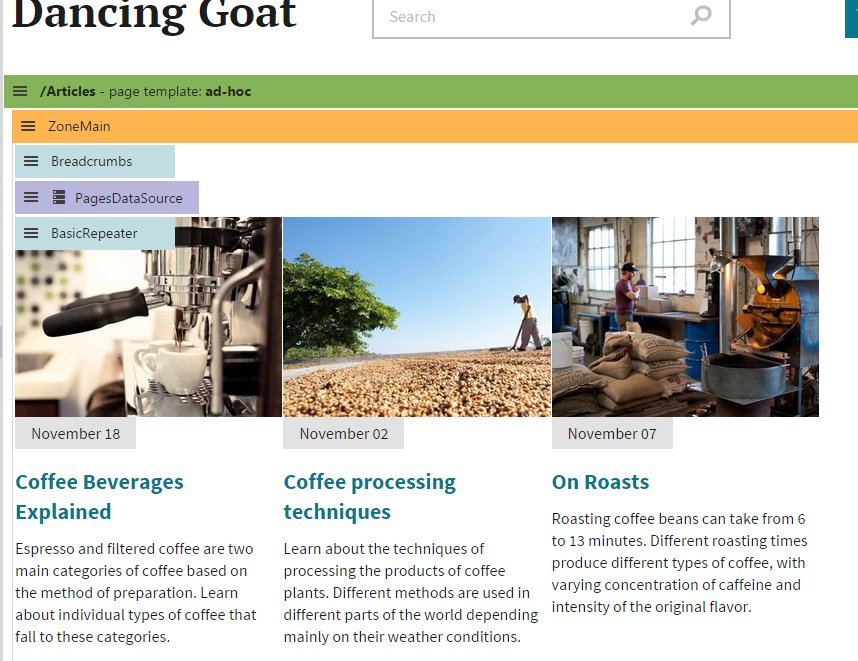 Dancing Goat
Search
/Articles - page template: ad-hoc
ZoneMain
Breadcrumbs
PagesDataSource
BasicRepeater
November 18
Coffee Beverages
Explained
Espresso and filtered coffee are two
main categories of coffee based on
the method of preparation. Learn
about individual types of coffee that
fall to these categories.
November 02
Coffee processing
techniques
Learn about the techniques of
processing the products of coffee
plants. Different methods are used in
different parts of the world depending
mainly on their weather conditions.
November 07
On Roasts
Roasting coffee beans can take from 6
to 13 minutes. Different roasting times
produce different types of coffee, with
varying concentration of caffeine and
intensity of the original flavor.